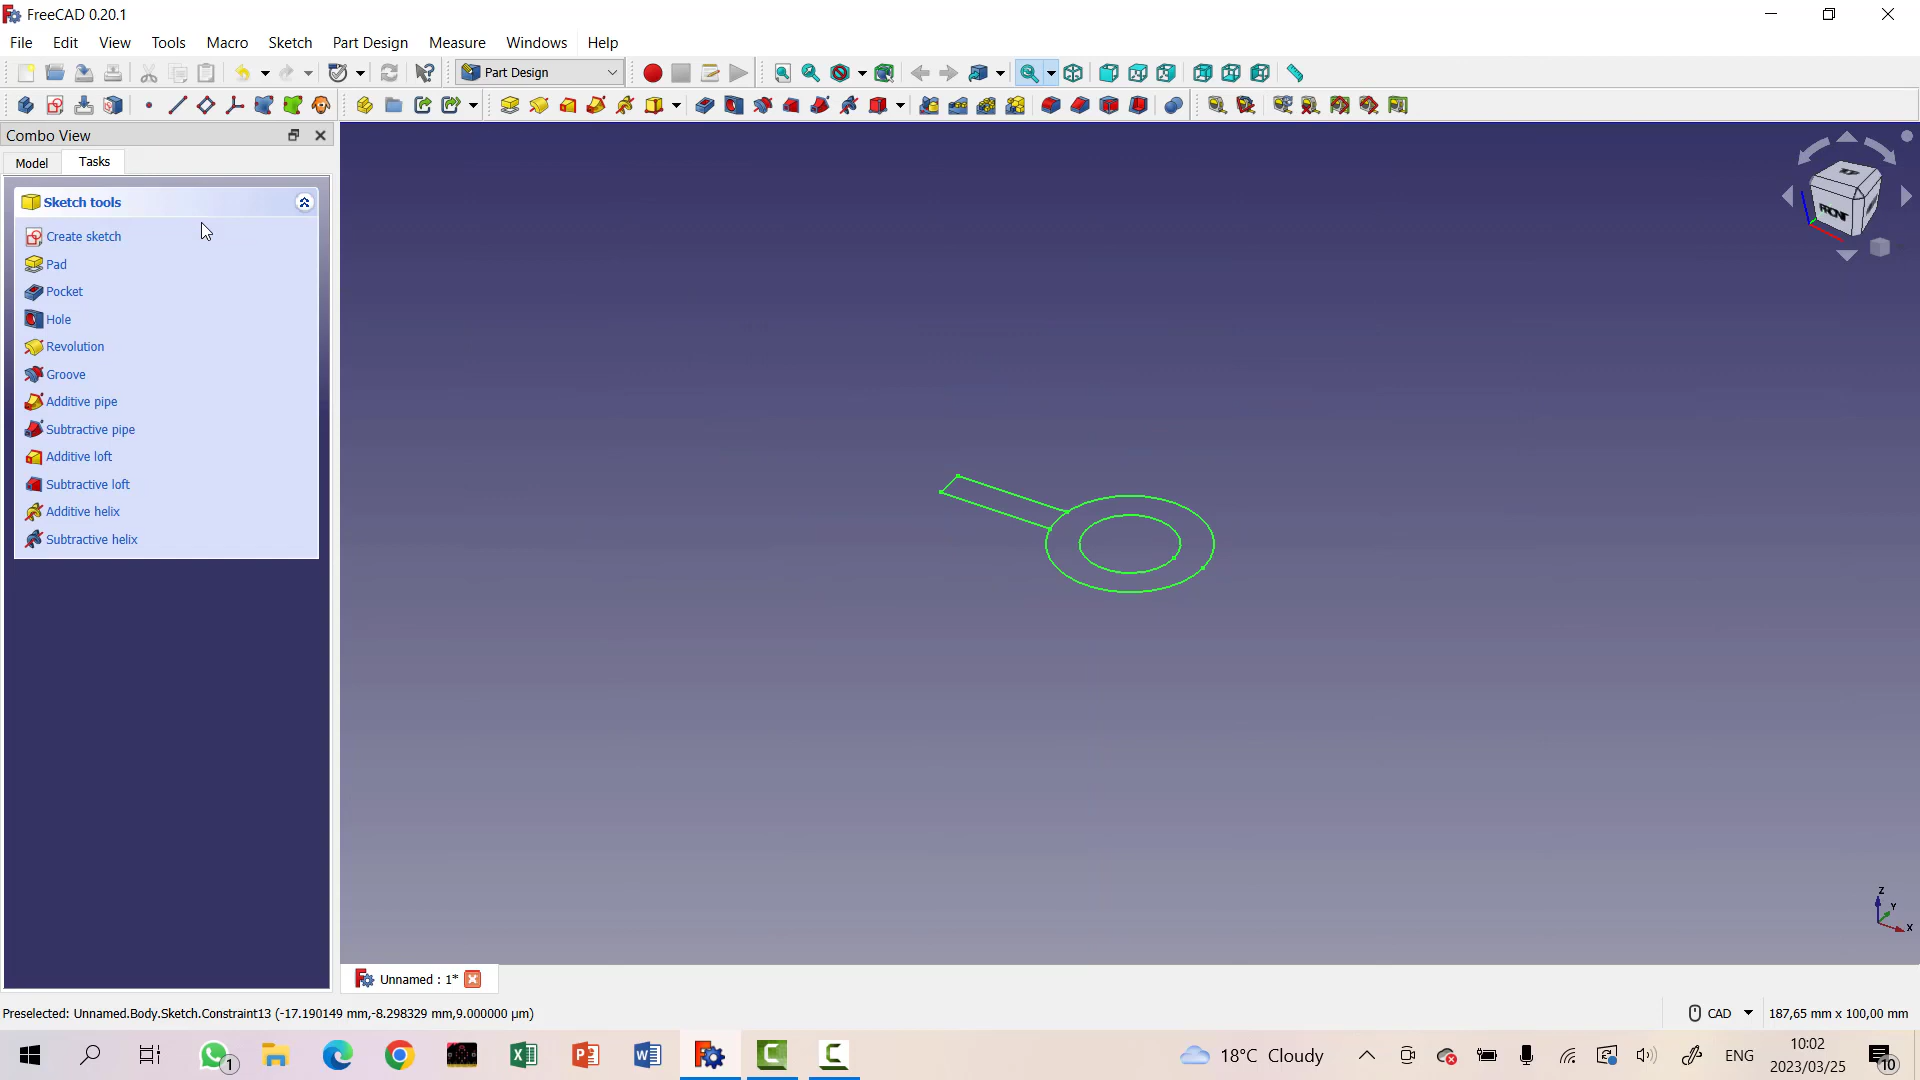 FreeCAD 0.20.1
File Edit View Tools Macro Sketch Part Design Measure Windows Help
Part Design
Combo View
Model Tasks
Sketch tools
Create sketch
Pad
Pocket
Hole
Revolution
Groove
Additive pipe
Subtractive pipe
Additive loft
Subtractive loft
Additive helix
Subtractive helix
FRONT
Z
Y
X
Unnamed : 1*
Preselected: Unnamed.Body.Sketch.Constraint13 (-17.190149 mm,-8.298329 mm,9.000000 µm)
CAD
187,65 mm x 100,00 mm
1
18°C Cloudy
ENG
10:02
2023/03/25
10